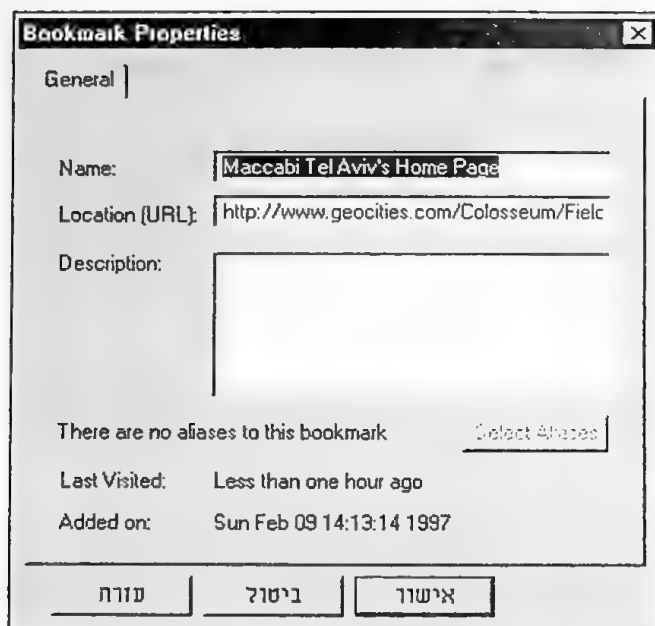 Bookmark Properties
General
Name: Maccabi Tel Aviv's Home Page
Location (URL): http://www.geocities.com/Colosseum/Fielc
Description:
There are no aliases to this bookmark Select Aliases
Last Visited: Less than one hour ago
Added on: Sun Feb 09 14:13:14 1997
אישור ביטול עזרה